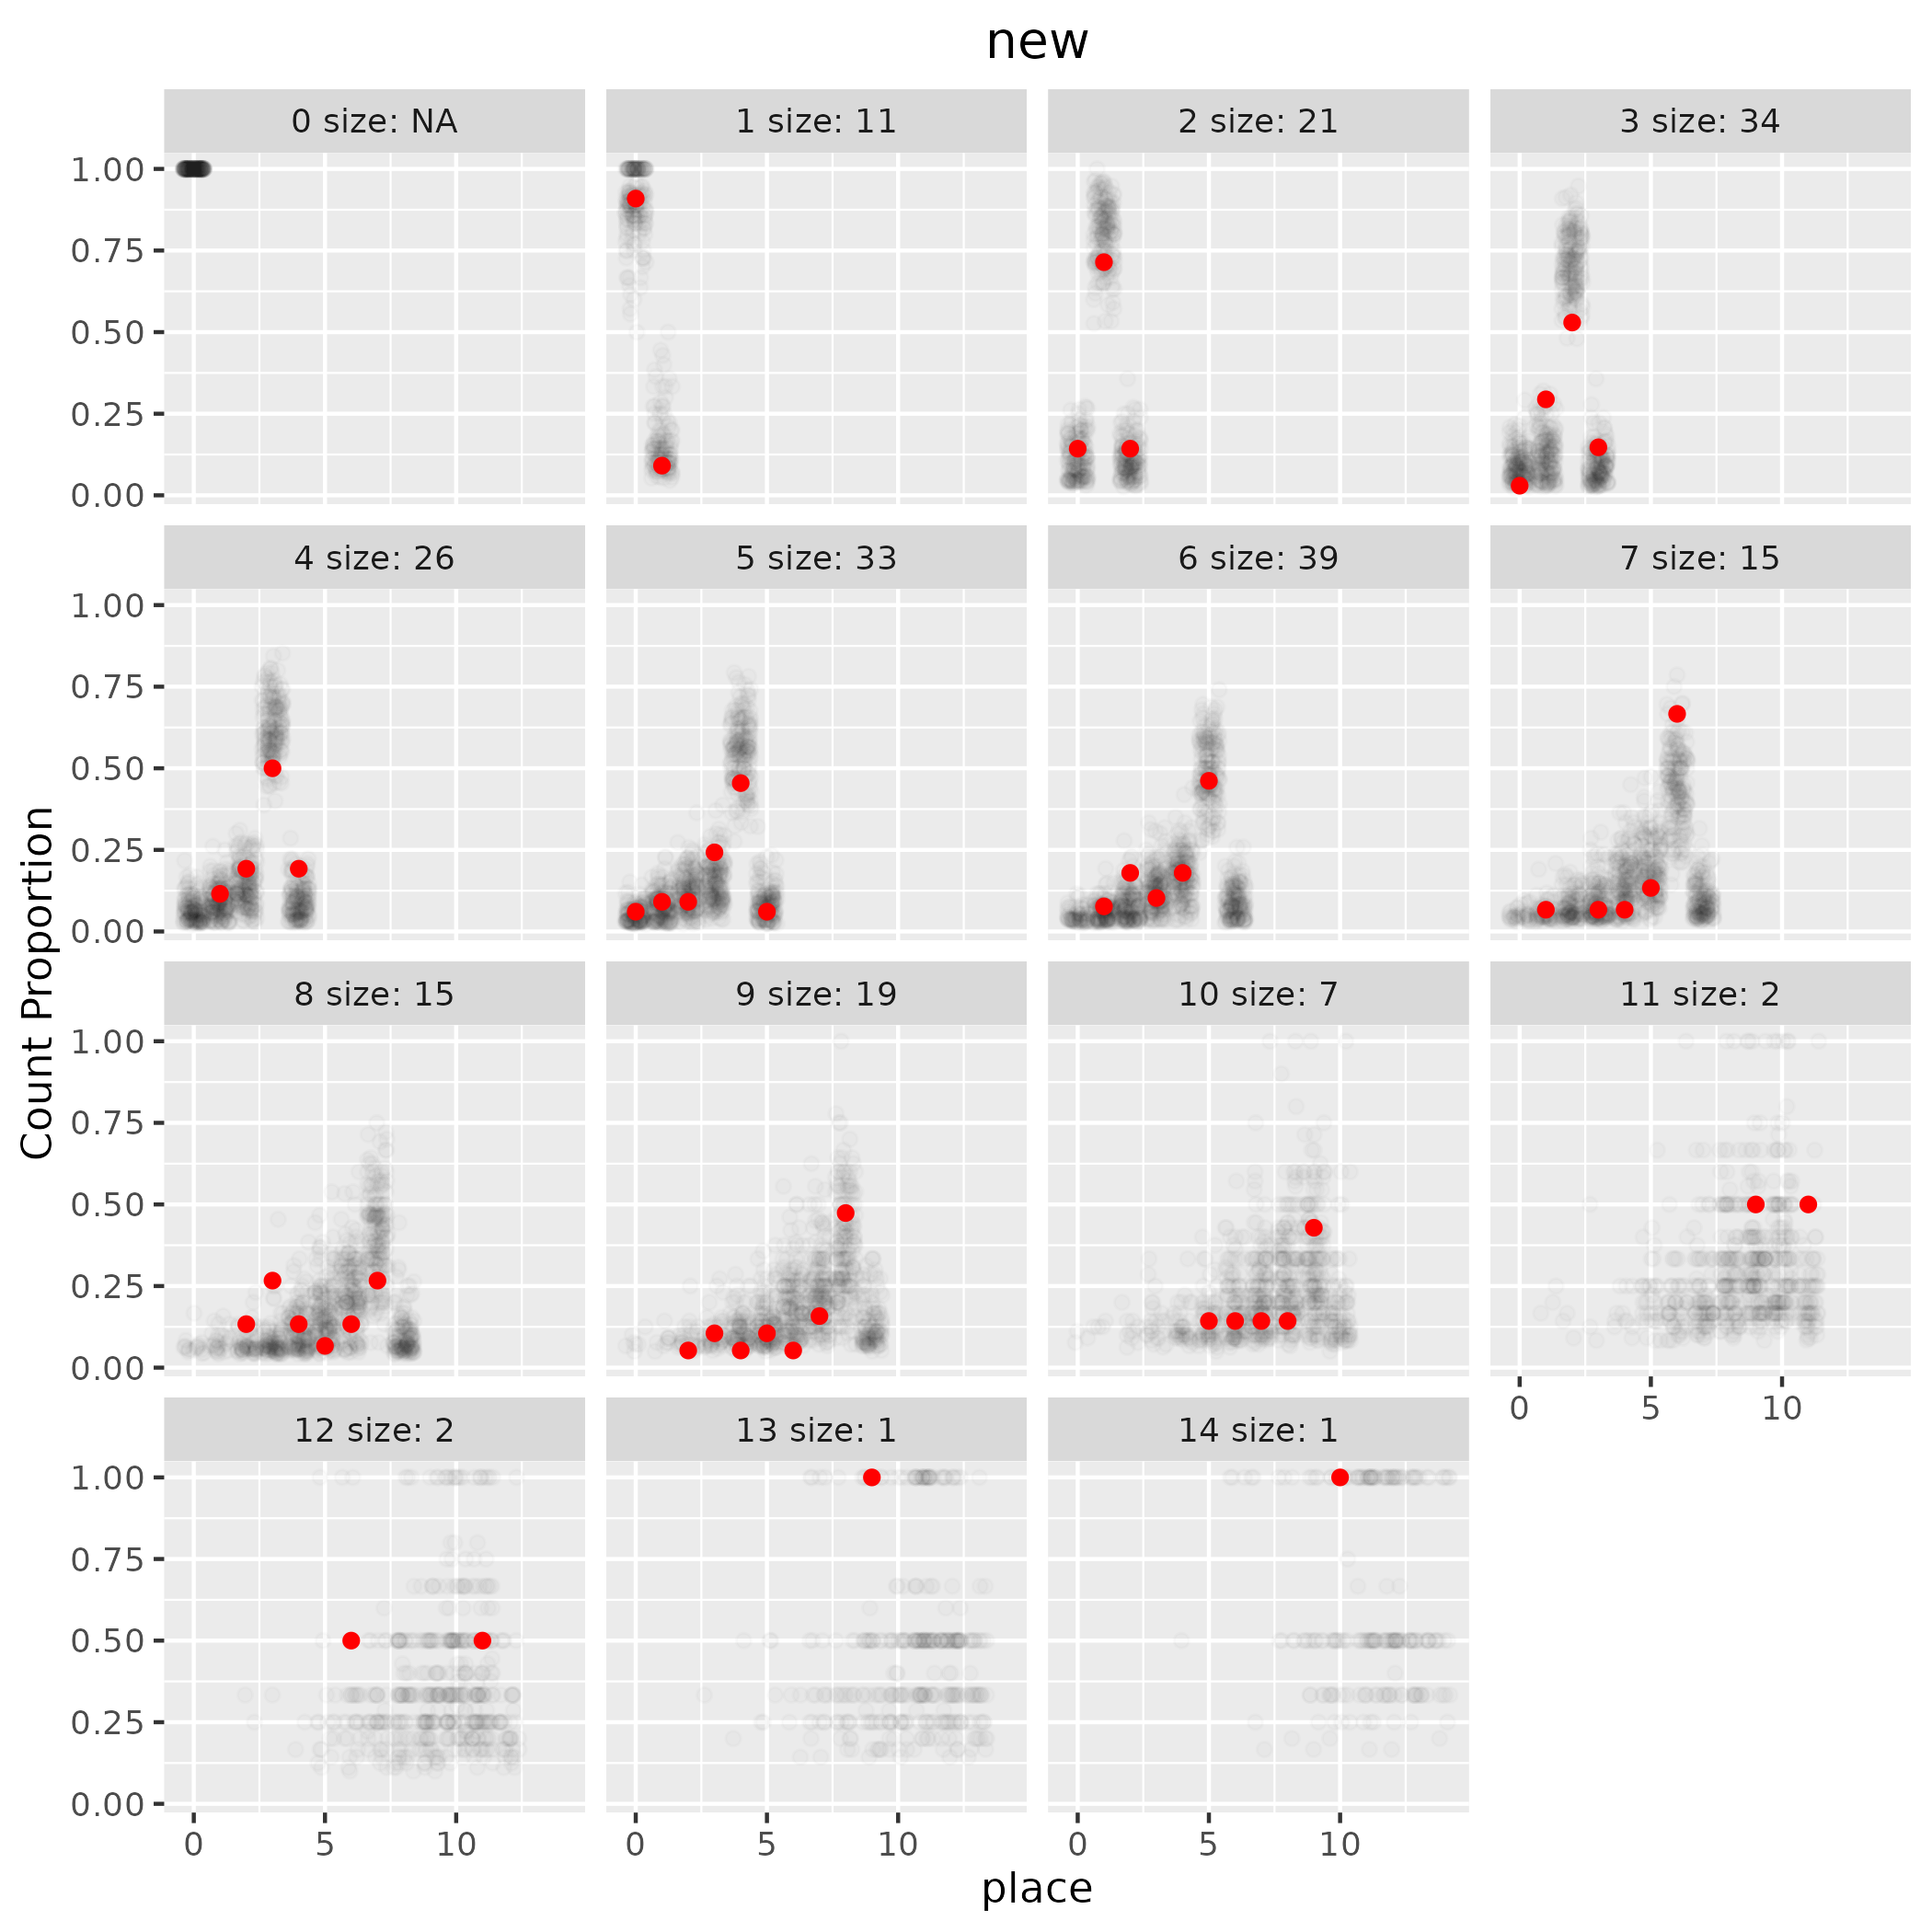 new
0 size: NA
1 size: 11
2 size: 21
3 size: 34
1.00
0.75
0.50
0.25
0.00
4 size: 26
5 size: 33
6 size: 39
7 size: 15
1.00
0.75
0.50
0.25
0.00
Count Proportion
8 size: 15
9 size: 19
10 size: 7
11 size: 2
1.00
0.75
0.50
0.25
0.00
0 5 10
12 size: 2
13 size: 1
14 size: 1
1.00
0.75
0.50
0.25
0.00
0 5 10
0 5 10
0 5 10
place